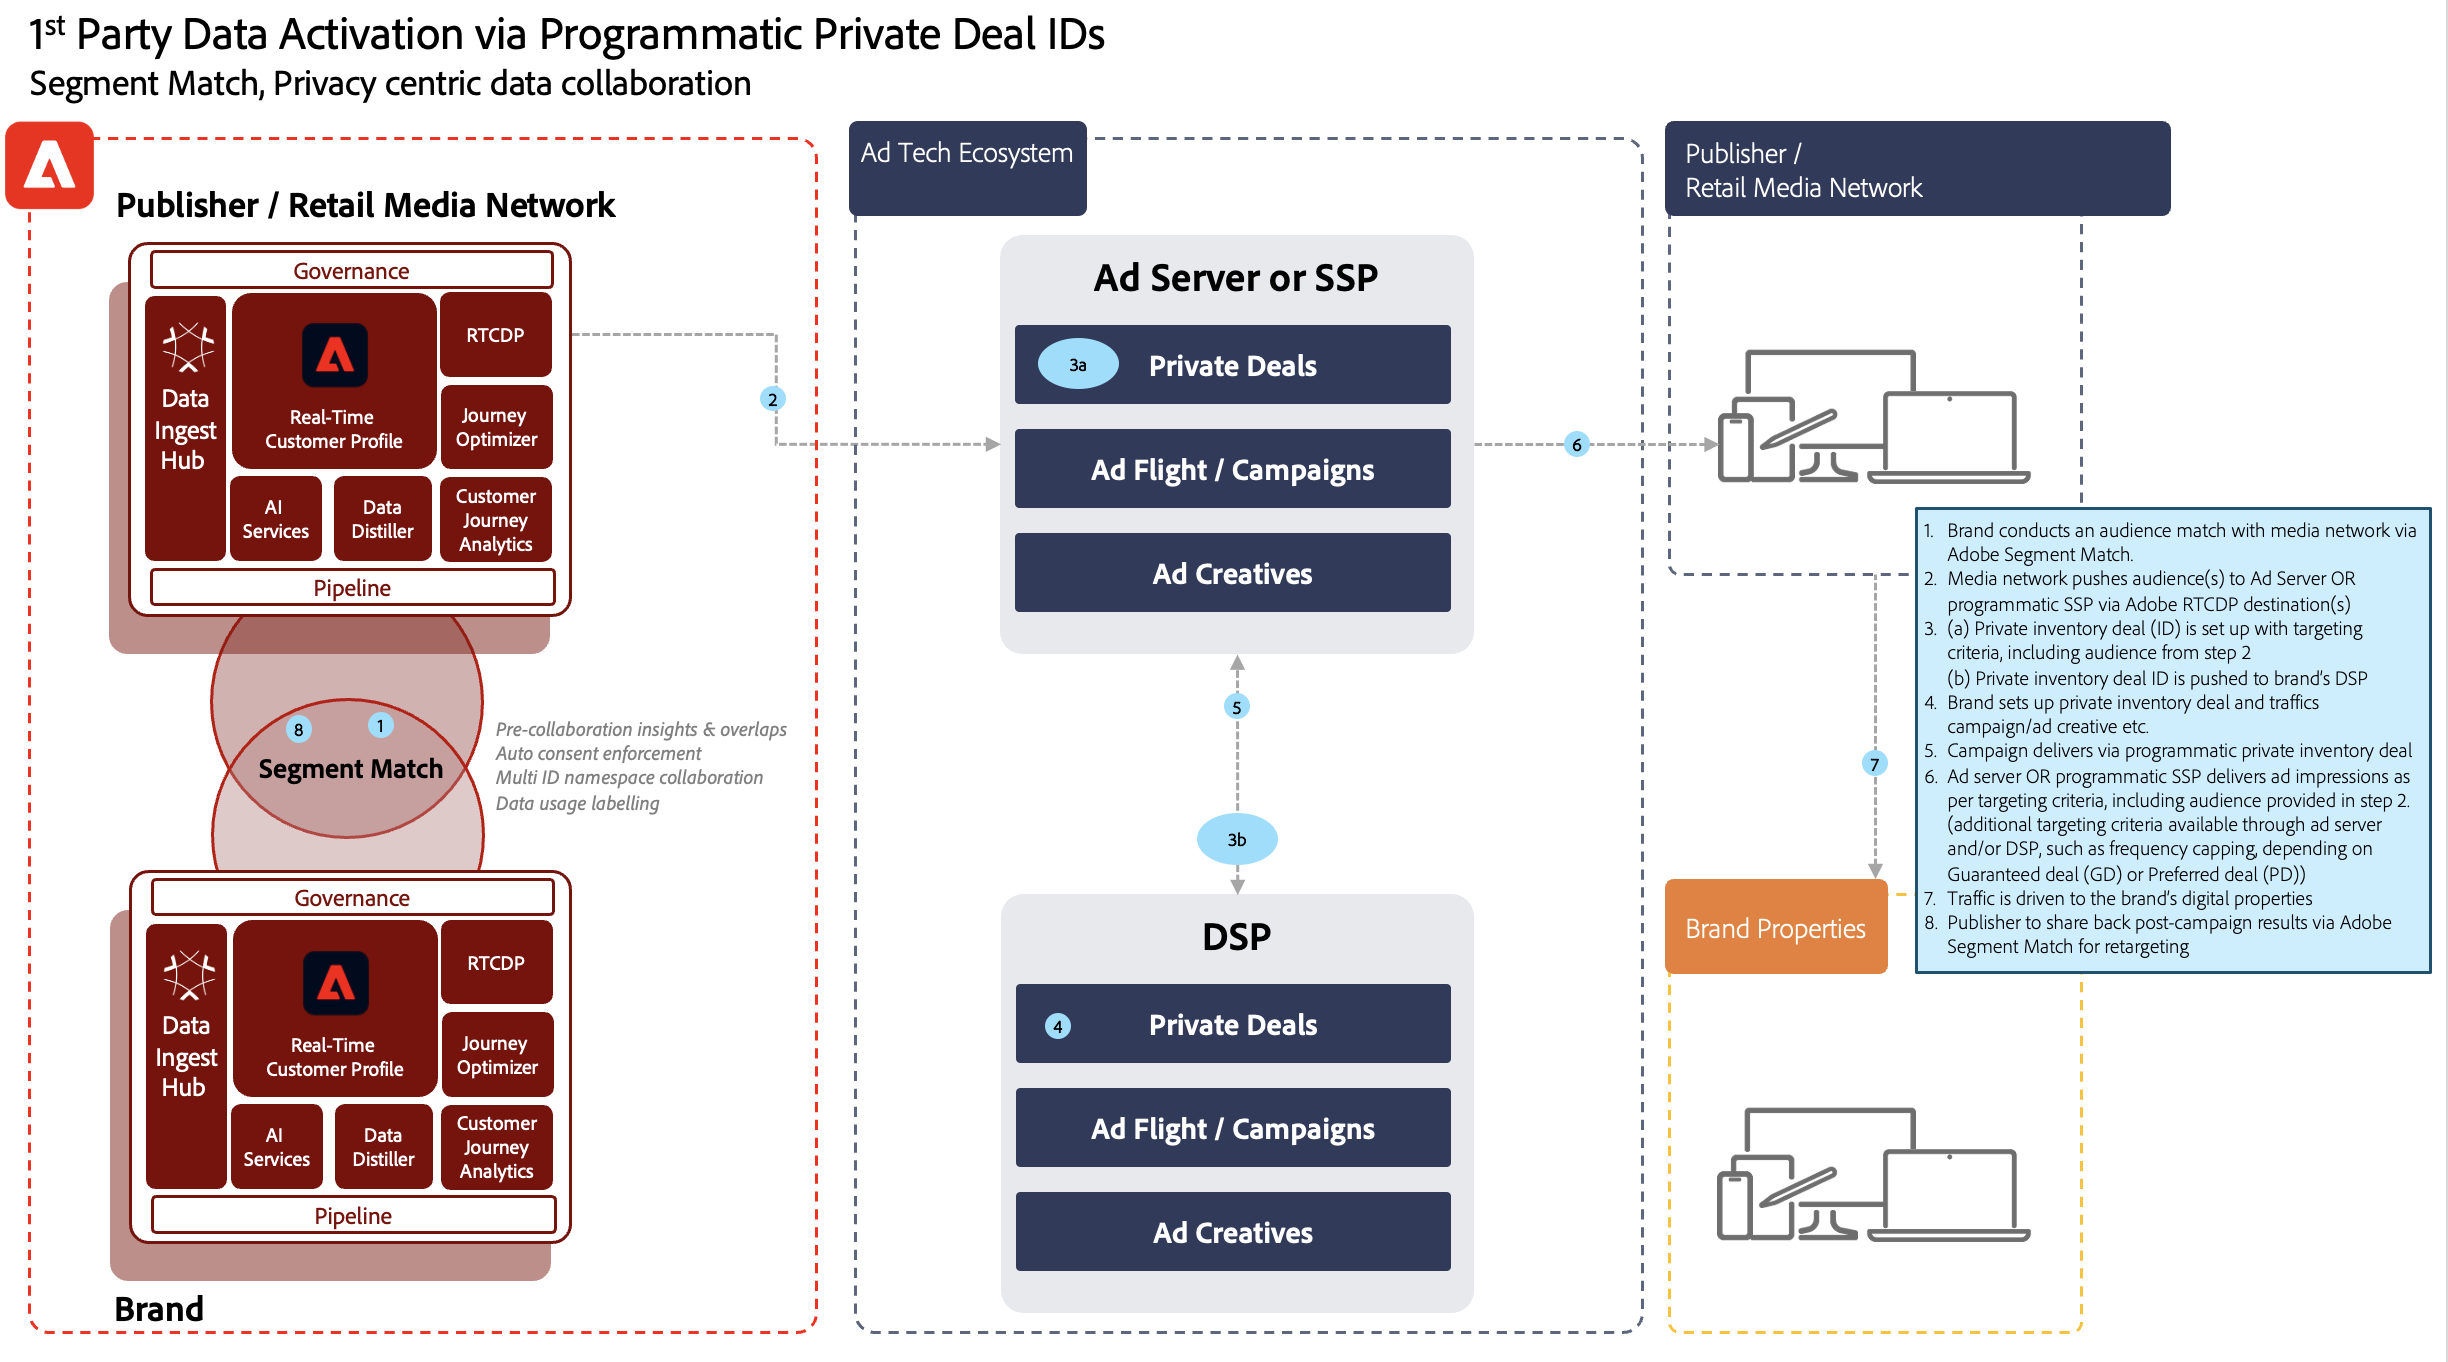 1st Party Data Activation via Programmatic Private Deal IDs
Segment Match, Privacy centric data collaboration
Publisher / Retail Media Network
Governance
Data
Ingest
Hub
Real-Time
Customer Profile
RTCDP
Journey
Optimizer
AI
Services
Data
Distiller
Customer
Journey
Analytics
Pipeline
8
1
Segment Match
Pre-collaboration insights & overlaps
Auto consent enforcement
Multi ID namespace collaboration
Data usage labelling
Governance
Data
Ingest
Hub
Real-Time
Customer Profile
RTCDP
Journey
Optimizer
AI
Services
Data
Distiller
Customer
Journey
Analytics
Pipeline
Brand
2
Ad Tech Ecosystem
Ad Server or SSP
3a
Private Deals
Ad Flight / Campaigns
Ad Creatives
5
3b
DSP
4
Private Deals
Ad Flight / Campaigns
Ad Creatives
6
Publisher /
Retail Media Network
7
Brand Properties
1. Brand conducts an audience match with media network via
Adobe Segment Match.
2. Media network pushes audience(s) to Ad Server OR
programmatic SSP via Adobe RTCDP destination(s)
3. (a) Private inventory deal (ID) is set up with targeting
criteria, including audience from step 2
(b) Private inventory deal ID is pushed to brand's DSP
4. Brand sets up private inventory deal and traffics
campaign/ad creative etc.
5. Campaign delivers via programmatic private inventory deal
6. Ad server OR programmatic SSP delivers ad impressions as
per targeting criteria, including audience provided in step 2.
(additional targeting criteria available through ad server
and/or DSP, such as frequency capping, depending on
Guaranteed deal (GD) or Preferred deal (PD))
7. Traffic is driven to the brand's digital properties
8. Publisher to share back post-campaign results via Adobe
Segment Match for retargeting